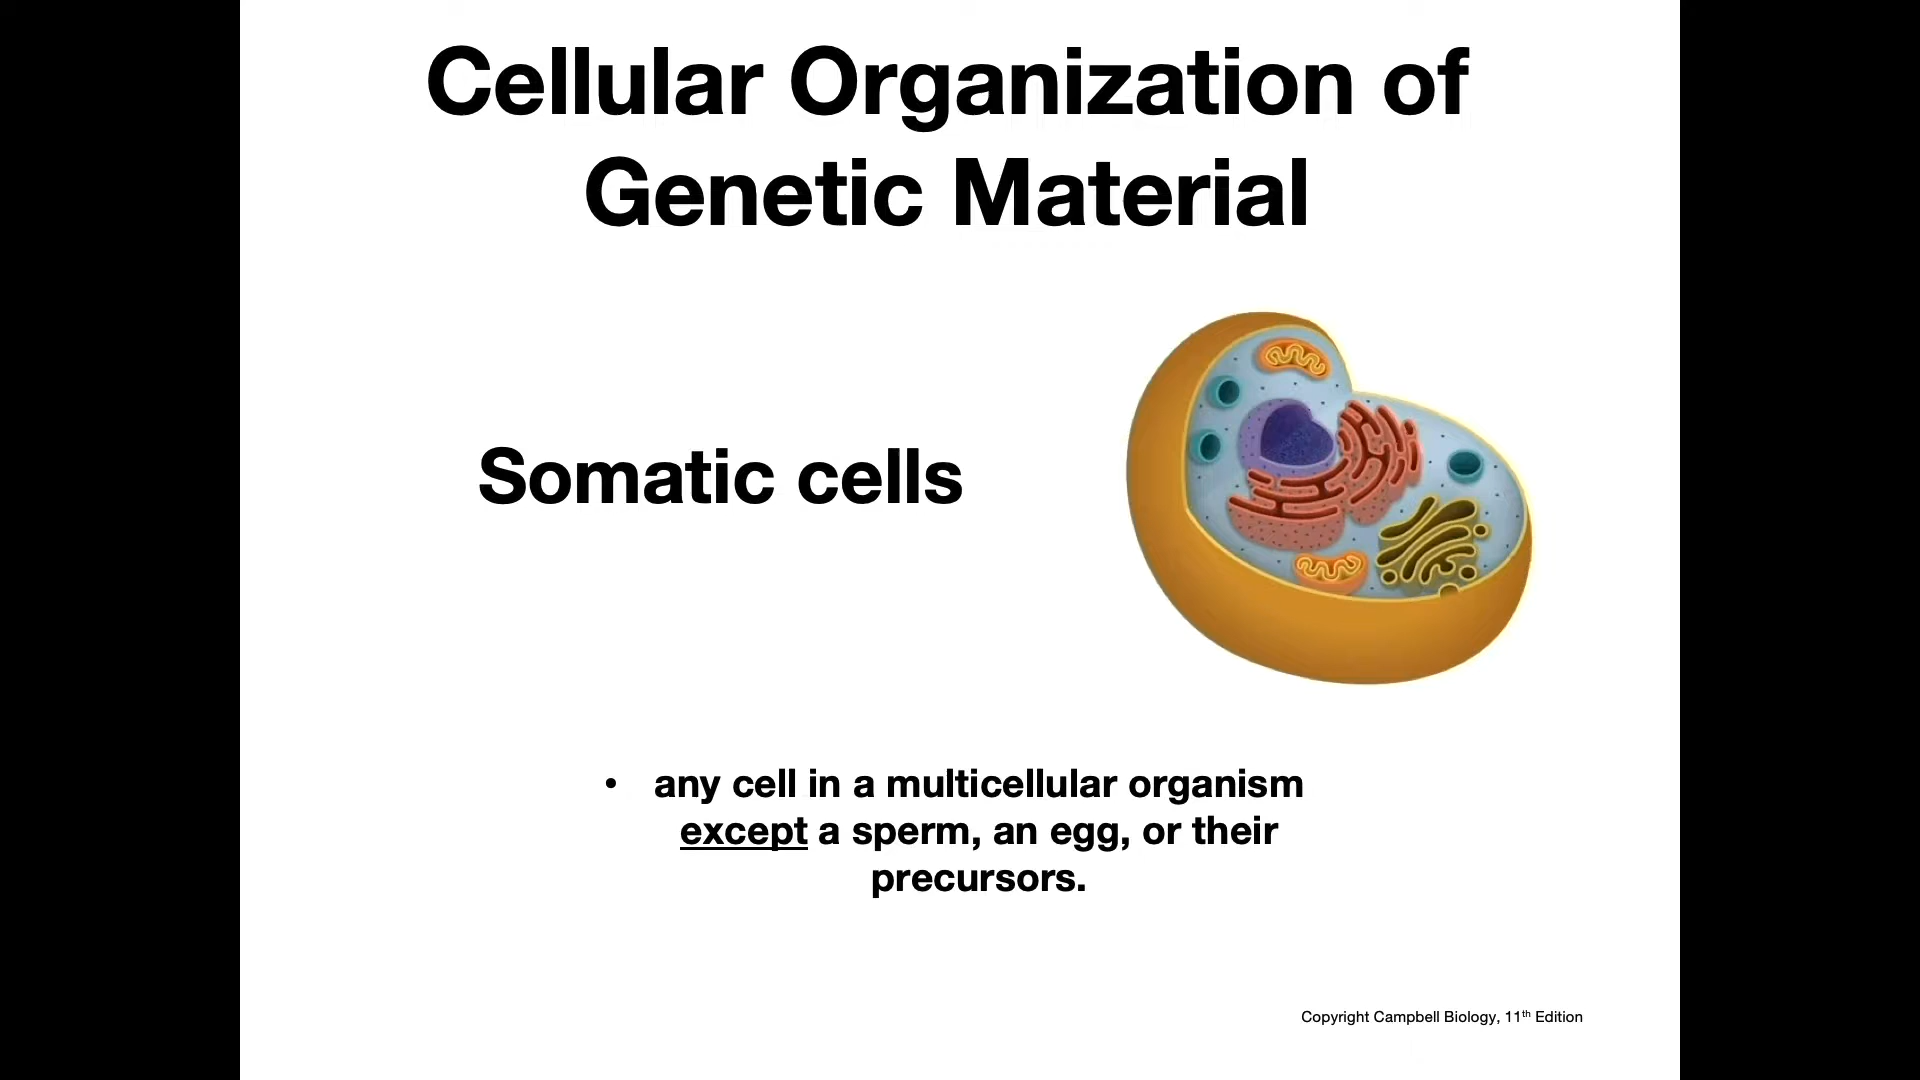 Cellular Organization of
Genetic Material
Somatic cells
• any cell in a multicellular organism
except a sperm, an egg, or their
precursors.
Copyright Campbell Biology, 11th Edition